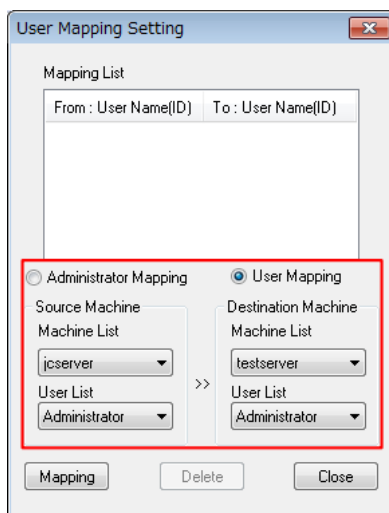 User Mapping Setting
Mapping List
From : User Name(ID) To : User Name(ID)
Administrator Mapping User Mapping
Source Machine Destination Machine
Machine List Machine List
jcserver testserver
>>
User List User List
Administrator Administrator
Mapping Delete Close